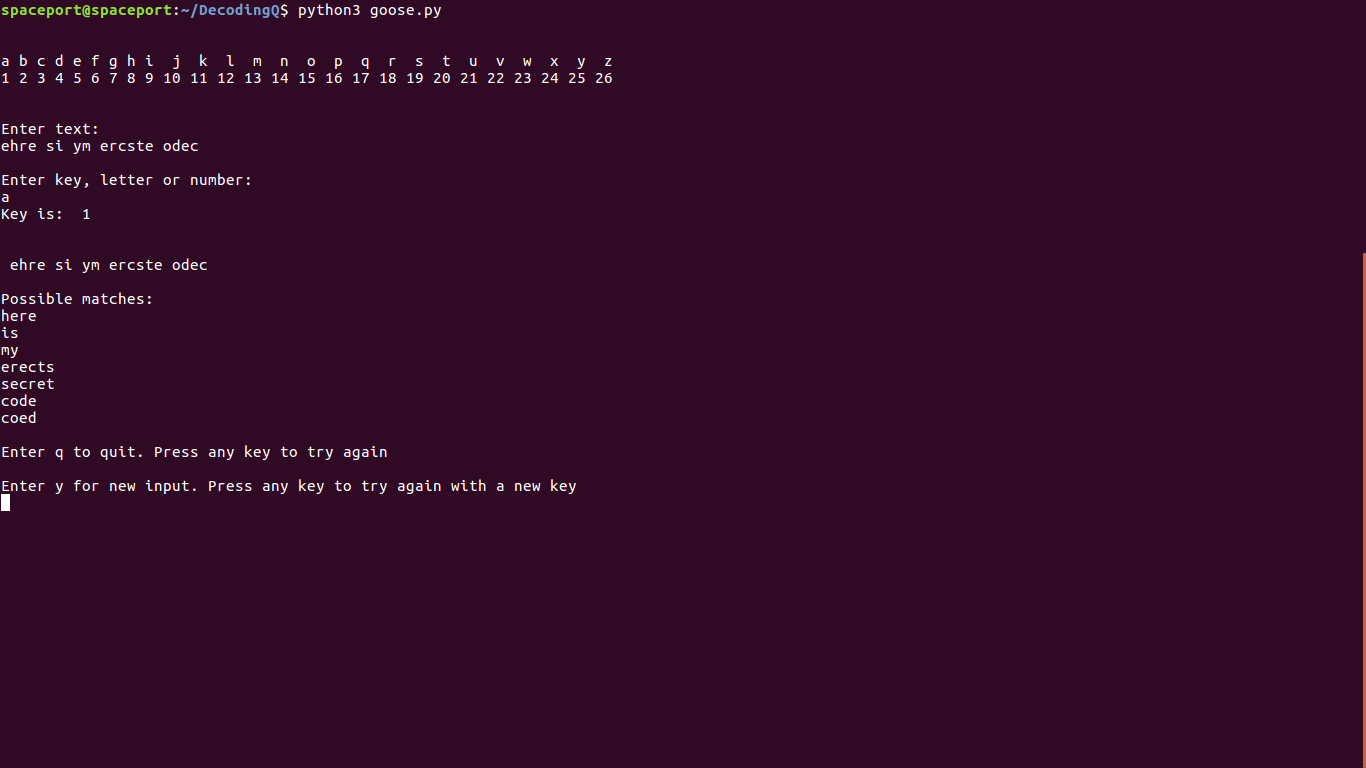 spaceport@spaceport:~/DecodingQ$ python3 goose.py
a b c d e f g h i  j  k  l  m  n  o  p  q  r  s  t  u  v  w  x  y  z
1 2 3 4 5 6 7 8 9 10 11 12 13 14 15 16 17 18 19 20 21 22 23 24 25 26
Enter text:
ehre si ym ercste odec
Enter key, letter or number:
a
Key is:  1
ehre si ym ercste odec
Possible matches:
here
is
my
erects
secret
code
coed
Enter q to quit. Press any key to try again
Enter y for new input. Press any key to try again with a new key